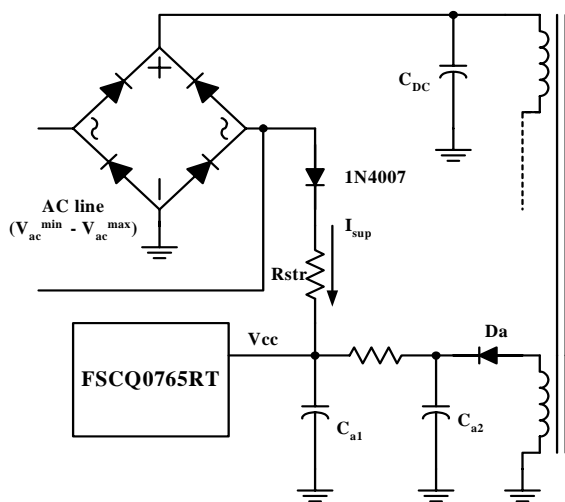 C_DC
1N4007
AC line
(V_ac^min - V_ac^max)
I_sup
Rstr
Da
Vcc
FSCQ0765RT
C_a1
C_a2